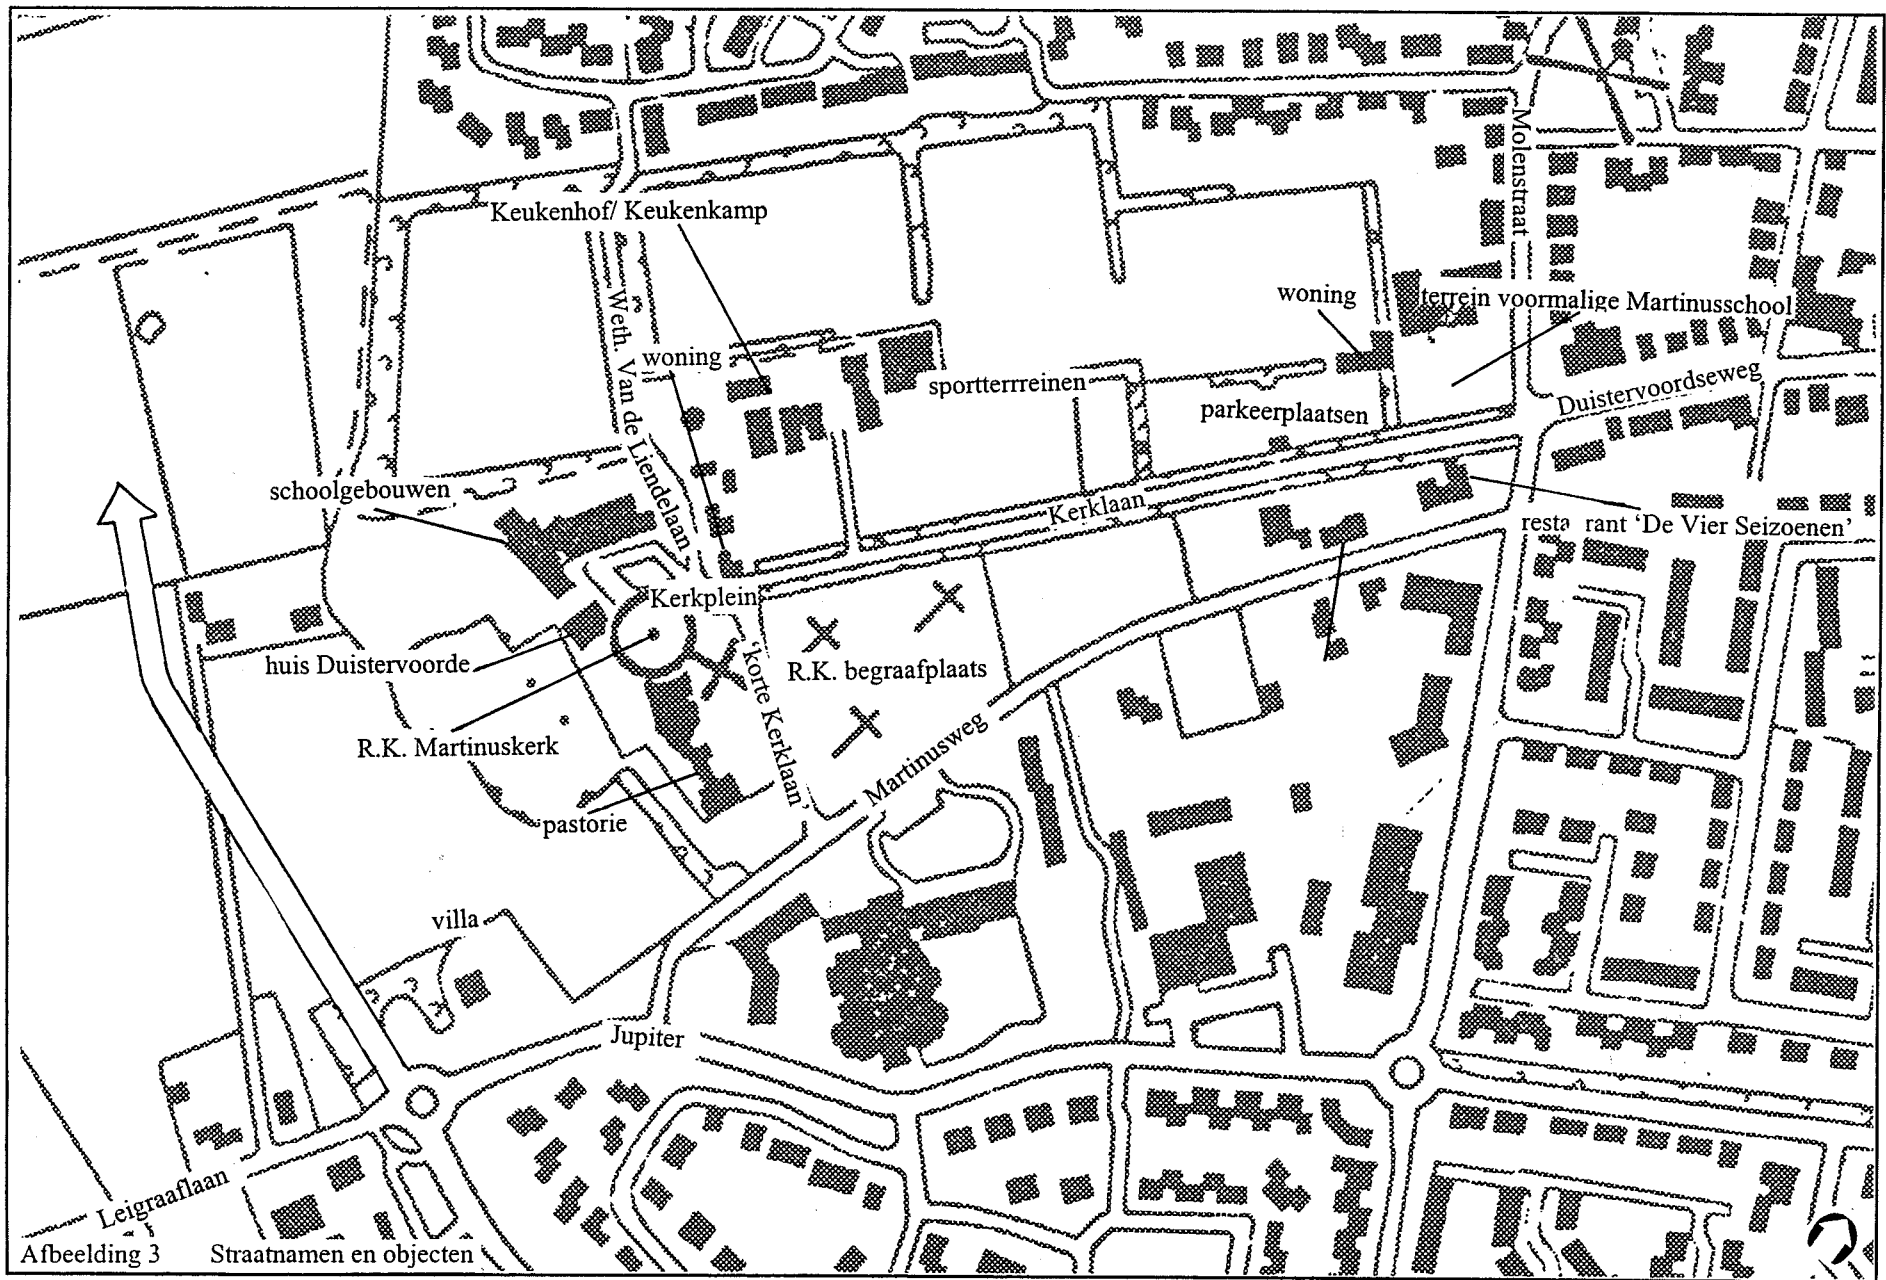 Molenstraat
Keukenhof/ Keukenkamp
woning
terrein voormalige Martinusschool
Weth. Van de Liendelaan
woning
sportterrreinen
parkeerplaatsen
Duistervoordseweg
schoolgebouwen
Kerklaan
resta rant ‘De Vier Seizoenen’
Kerkplein
huis Duistervoorde
R.K. begraafplaats
‘korte Kerklaan’
R.K. Martinuskerk
Martinusweg
pastorie
villa
Jupiter
Leigraaflaan
Afbeelding 3 Straatnamen en objecten